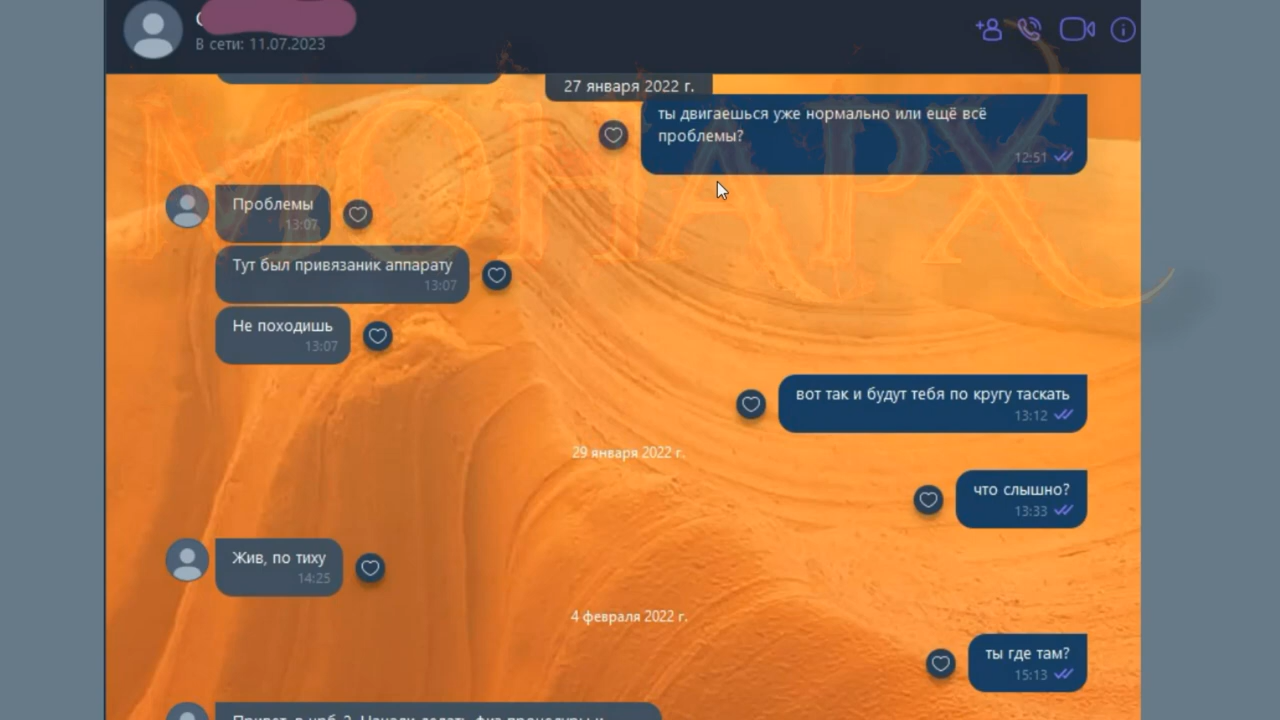 В сети: 11.07.2023
27 января 2022 г.
ты двигаешься уже нормально или ещё всё
проблемы?
12:51
МОНАРХ
Проблемы
13:07
Тут был привязаник аппарату
13:07
Не походишь
13:07
вот так и будут тебя по кругу таскать
13:12
29 января 2022 г.
что слышно?
13:33
Жив, по тиху
14:25
4 февраля 2022 г.
ты где там?
15:13